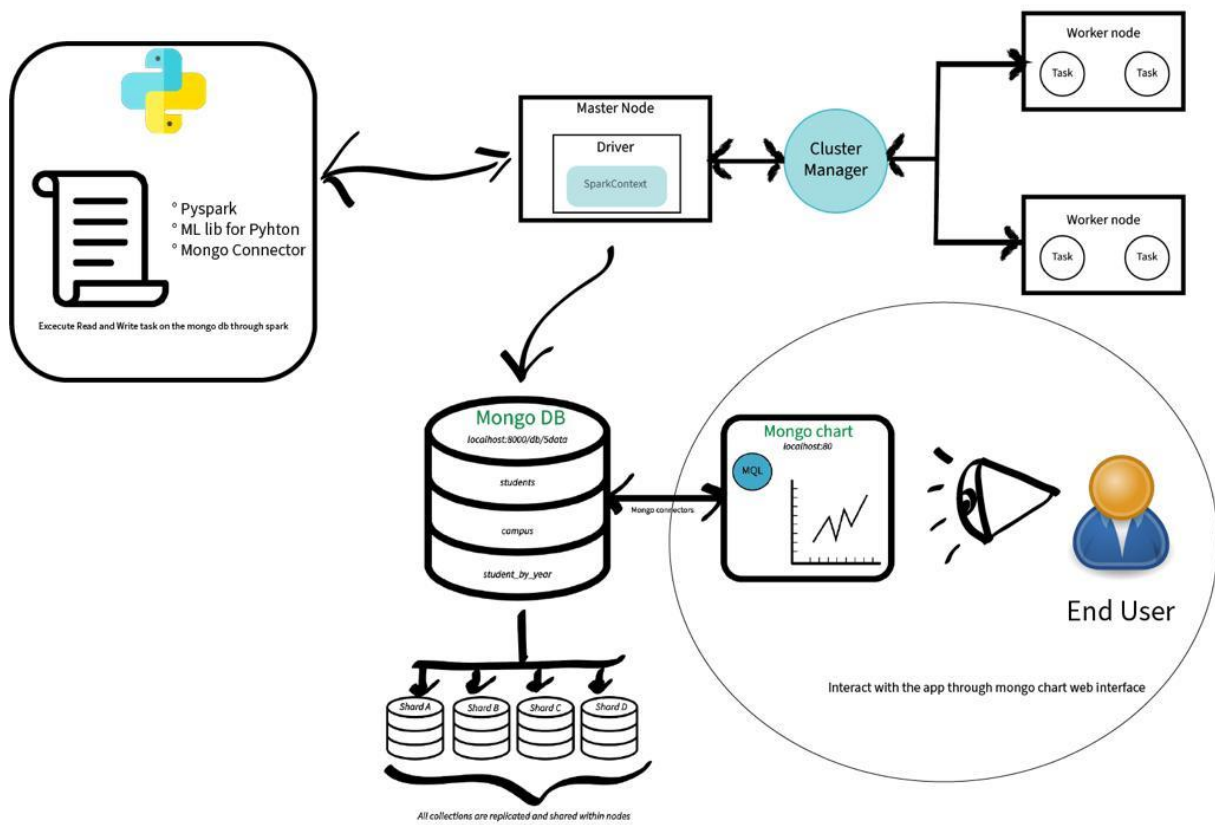 ° Pyspark
° ML lib for Pyhton
° Mongo Connector
Excecute Read and Write task on the mongo db through spark
Master Node
Driver
SparkContext
Cluster
Manager
Worker node
Task
Task
Worker node
Task
Task
Mongo DB
localhost:8000/db/5data
students
campus
student_by_year
Mongo connectors
Mongo chart
localhost:80
MQL
End User
Interact with the app through mongo chart web interface
Shard A
Shard B
Shard C
Shard D
All collections are replicated and shared within nodes